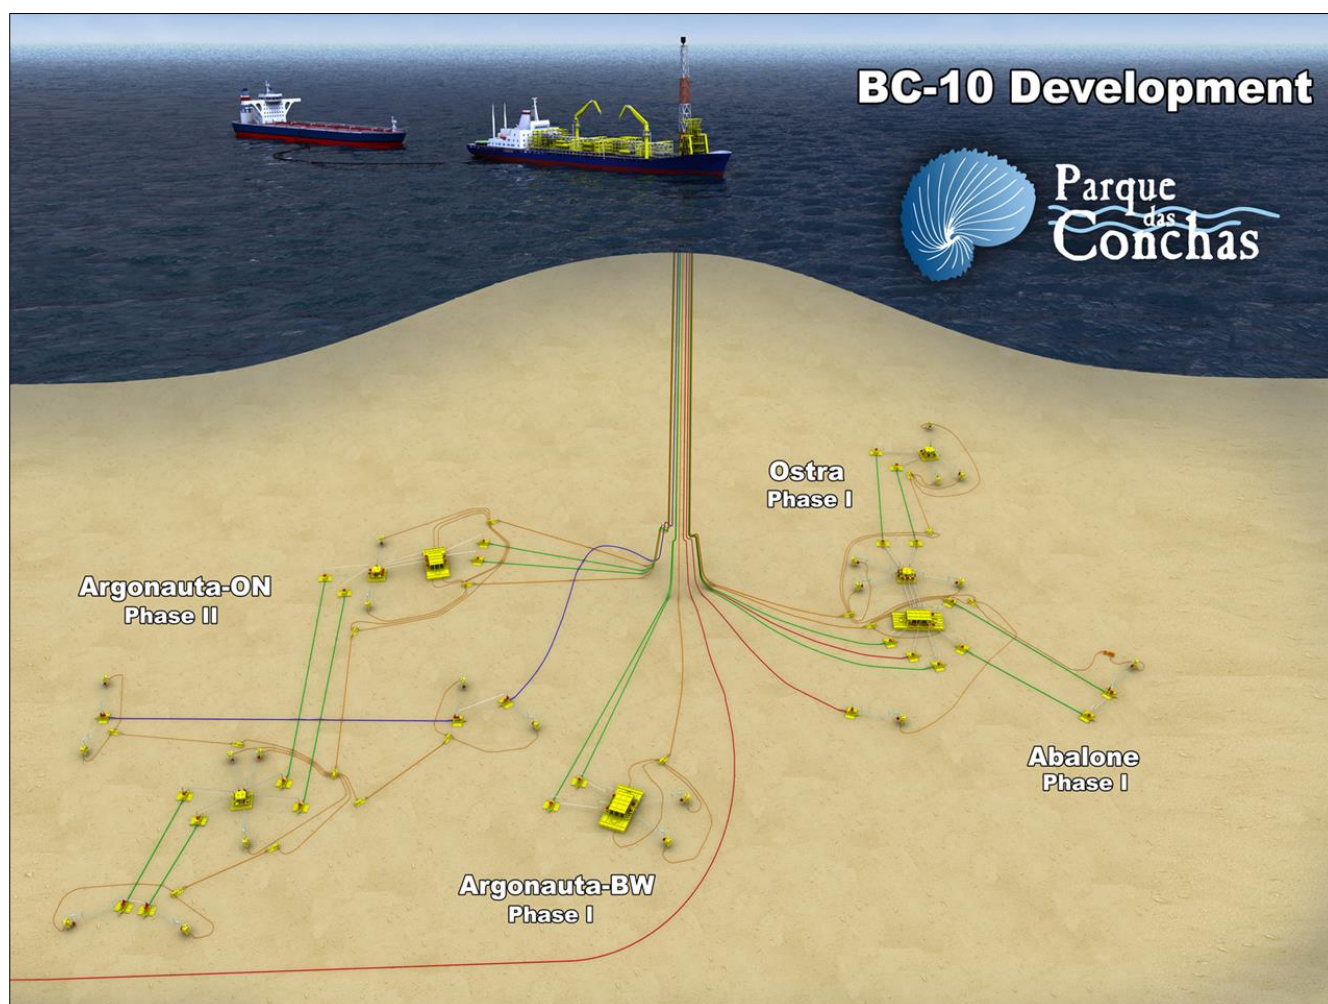 BC-10 Development
Parque
das
Conchas
Ostra
Phase I
Argonauta-ON
Phase II
Abalone
Phase I
Argonauta-BW
Phase I